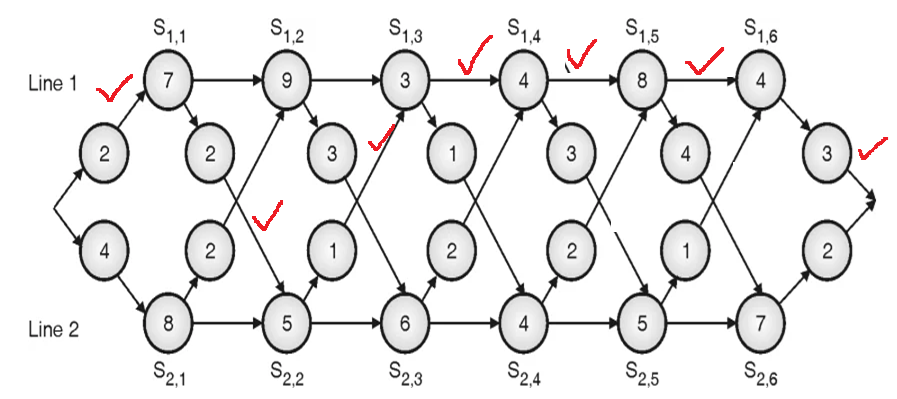 S1,1 S1,2 S1,3 S1,4 S1,5 S1,6
Line 1 7 9 3 4 8 4
2 2 3 1 3 4 3
4 2 1 2 2 1 2
Line 2 8 5 6 4 5 7
S2,1 S2,2 S2,3 S2,4 S2,5 S2,6